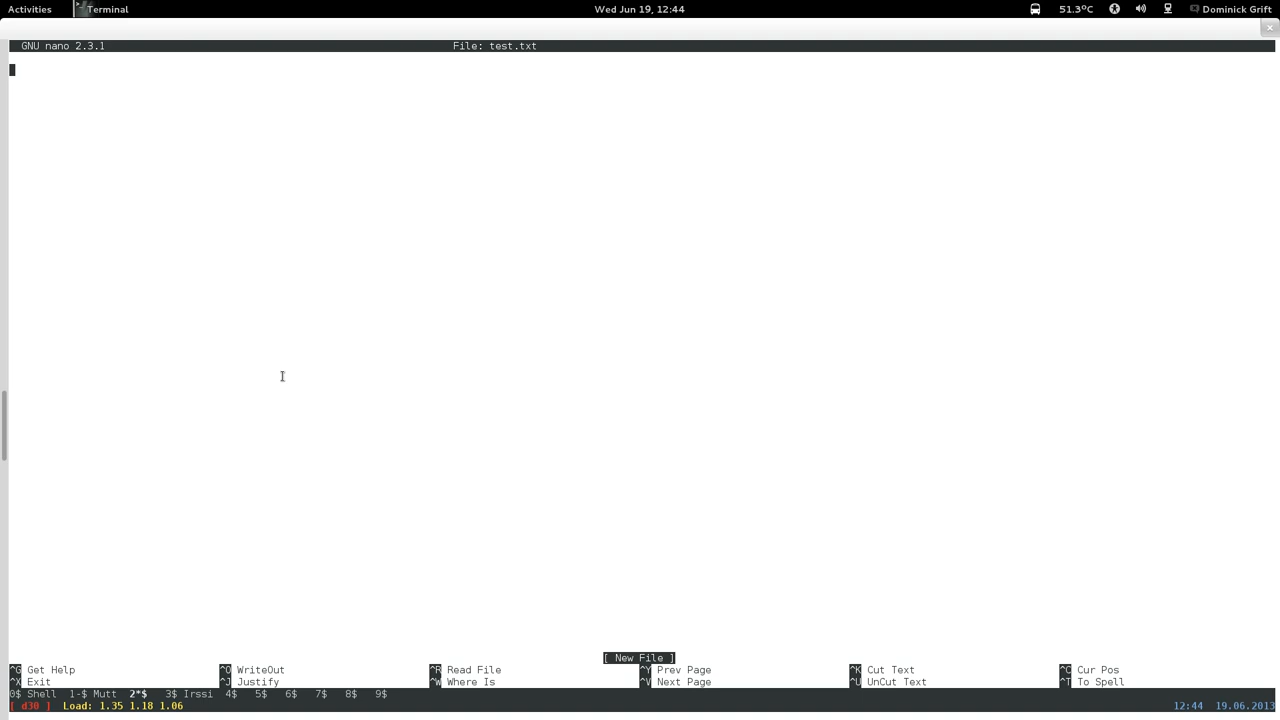 Activities Terminal Wed Jun 19, 12:44 51.3ºC Dominick Grift
GNU nano 2.3.1 File: test.txt
[ New File ]
^G Get Help ^O WriteOut ^R Read File ^Y Prev Page ^K Cut Text ^C Cur Pos
^X Exit ^J Justify ^W Where Is ^V Next Page ^U UnCut Text ^T To Spell
0$ Shell 1-$ Mutt 2*$ 3$ Irssi 4$ 5$ 6$ 7$ 8$ 9$
[ d30 ] Load: 1.35 1.18 1.06 12:44 19.06.2013